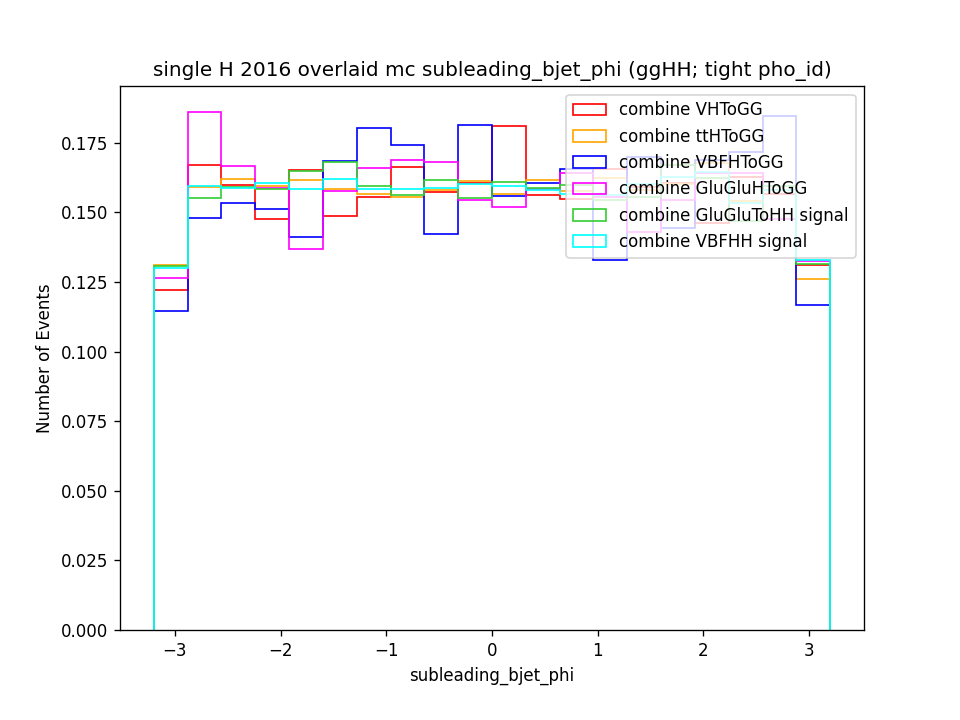 single H 2016 overlaid mc subleading_bjet_phi (ggHH; tight pho_id)
combine VHToGG
combine ttHToGG
combine VBFHToGG
combine GluGluHToGG
combine GluGluToHH signal
combine VBFHH signal
Number of Events
0.175
0.150
0.125
0.100
0.075
0.050
0.025
0.000
−3
−2
−1
0
1
2
3
subleading_bjet_phi